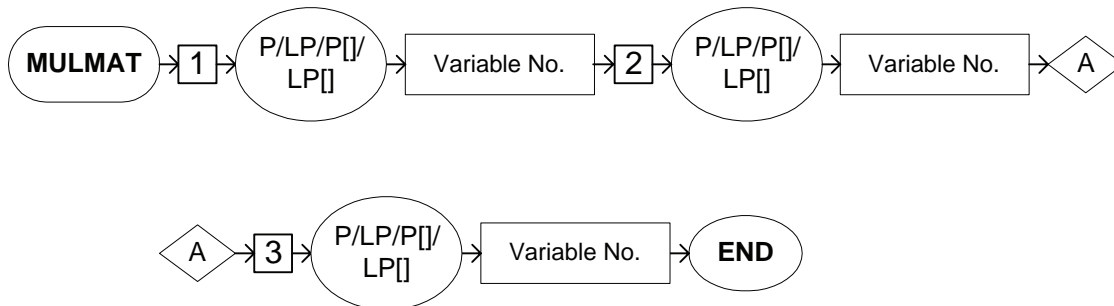 MULMAT 1 P/LP/P[]/ LP[] Variable No. 2 P/LP/P[]/ LP[] Variable No. A
A 3 P/LP/P[]/ LP[] Variable No. END